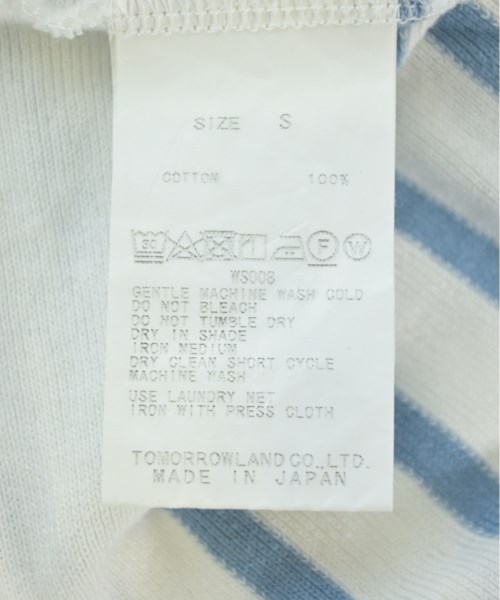 SIZE S
COTTON 100%
30 F W
WS008
GENTLE MACHINE WASH COLD
DO NOT BLEACH
DO NOT TUMBLE DRY
DRY IN SHADE
IRON MEDIUM
DRY CLEAN SHORT CYCLE
MACHINE WASH
USE LAUNDRY NET
IRON WITH PRESS CLOTH
TOMORROWLAND CO.,LTD.
MADE IN JAPAN